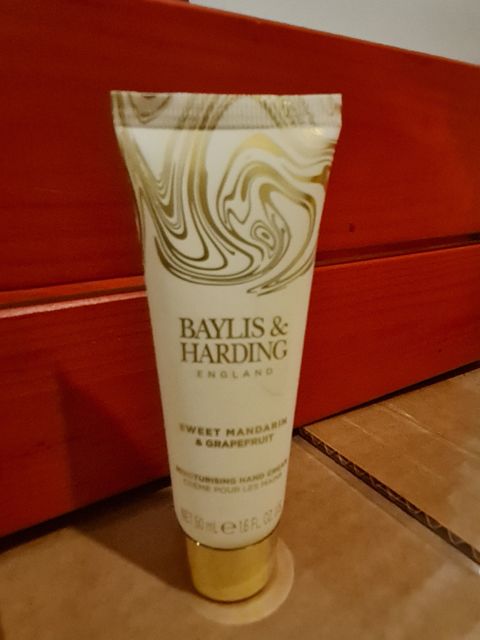 BAYLIS &
HARDING
ENGLAND
SWEET MANDARIN
& GRAPEFRUIT
MOISTURISING HAND CREAM
CRÈME POUR LES MAINS
NET 50 mL ℮ 1.6 FL. OZ. US